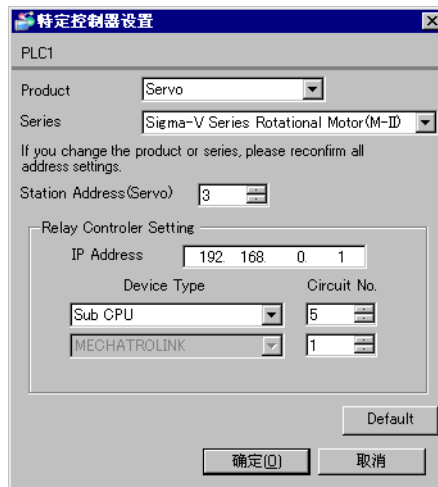 特定控制器设置
PLC1
Product Servo
Series Sigma-V Series Rotational Motor(M-Ⅱ)
If you change the product or series, please reconfirm all
address settings.
Station Address(Servo) 3
Relay Controler Setting
IP Address 192. 168. 0. 1
Device Type Circuit No.
Sub CPU 5
MECHATROLINK 1
Default
确定(O) 取消